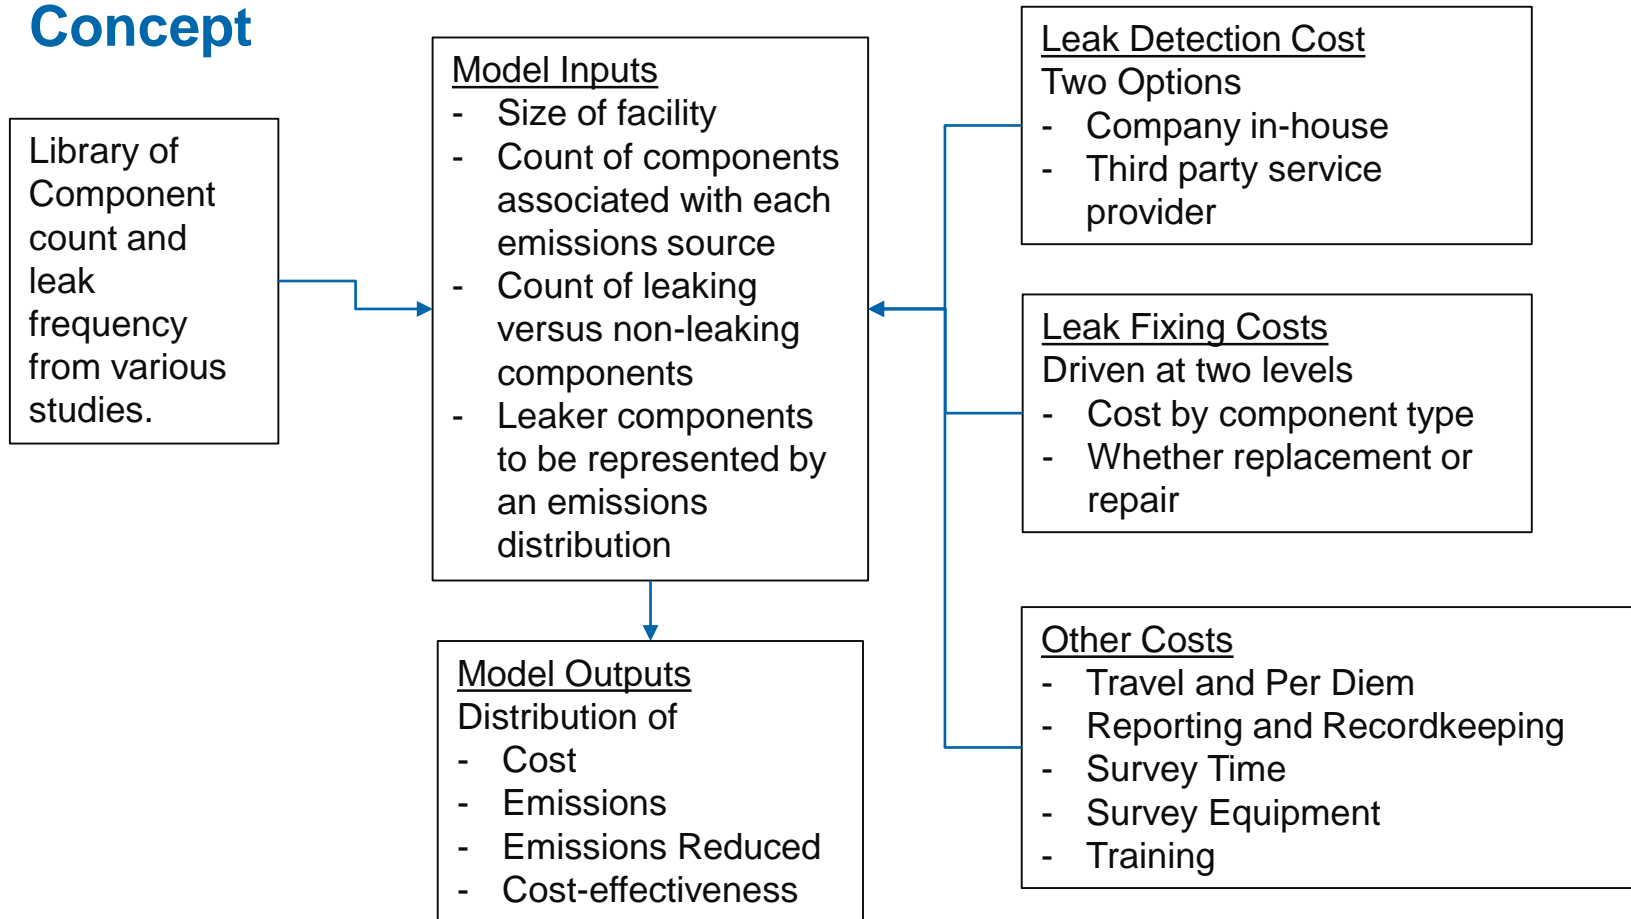 Concept
Library of
Component
count and
leak
frequency
from various
studies.
Model Inputs
- Size of facility
- Count of components
associated with each
emissions source
- Count of leaking
versus non-leaking
components
- Leaker components
to be represented by
an emissions
distribution
Model Outputs
Distribution of
- Cost
- Emissions
- Emissions Reduced
- Cost-effectiveness
Leak Detection Cost
Two Options
- Company in-house
- Third party service
provider
Leak Fixing Costs
Driven at two levels
- Cost by component type
- Whether replacement or
repair
Other Costs
- Travel and Per Diem
- Reporting and Recordkeeping
- Survey Time
- Survey Equipment
- Training